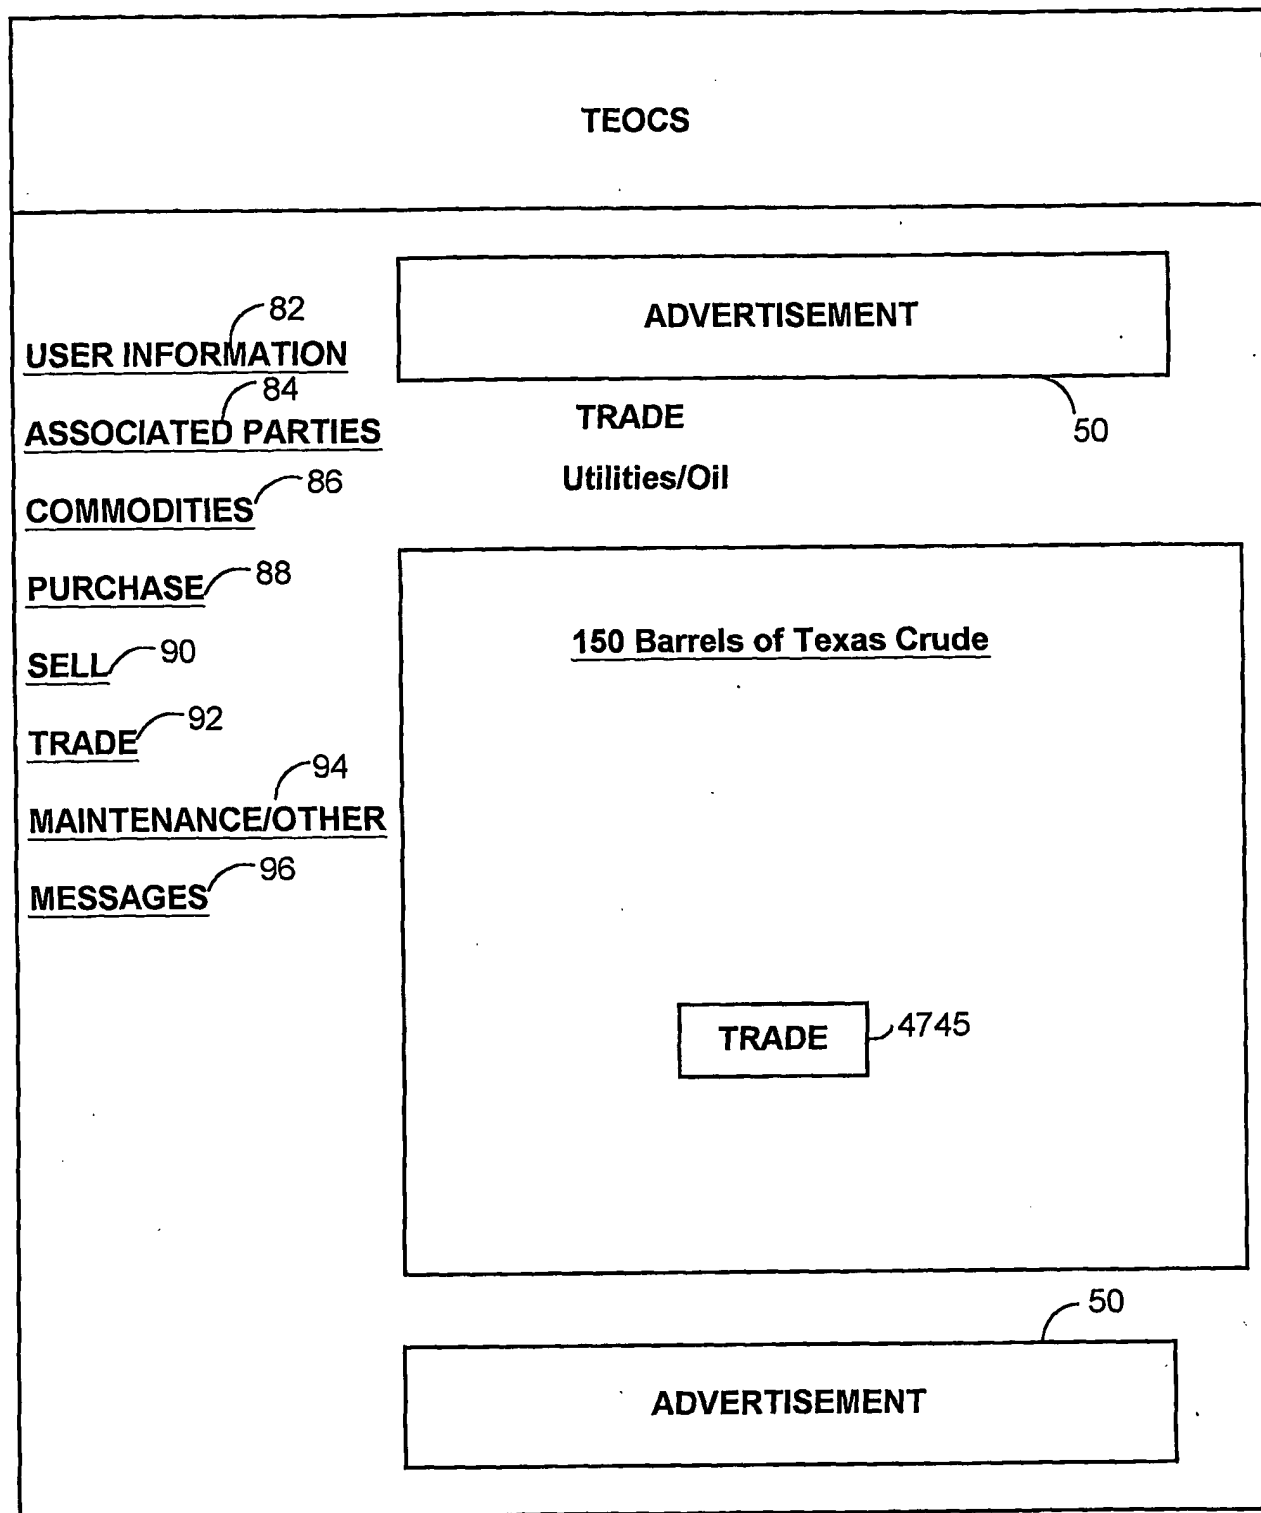 TEOCS
ADVERTISEMENT
50
82
USER INFORMATION
84
ASSOCIATED PARTIES
86
COMMODITIES
88
PURCHASE
90
SELL
92
TRADE
94
MAINTENANCE/OTHER
96
MESSAGES
TRADE
Utilities/Oil
150 Barrels of Texas Crude
TRADE
4745
50
ADVERTISEMENT